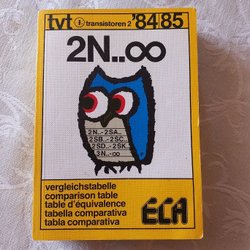 tvt 1 transistoren 2 '84/85
2N..∞
2N..-2SA..
2SB..-2SC..
2SD..-2SK..
3N..-∞
vergleichstabelle
comparison table
table d'équivalence
tabella comparativa
tabla comparativa
ECA